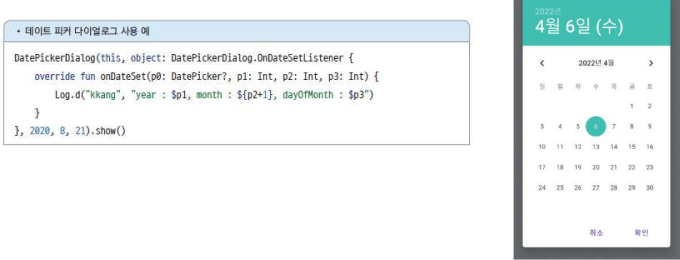 • 데이트 피커 다이얼로그 사용 예
DatePickerDialog(this, object: DatePickerDialog.OnDateSetListener {
override fun onDateSet(p0: DatePicker?, p1: Int, p2: Int, p3: Int) {
Log.d("kkang", "year : $p1, month : ${p2+1}, dayOfMonth : $p3")
}
}, 2020, 8, 21).show()
2022년
4월 6일 (수)
< 2022년 4월 >
일 월 화 수 목 금 토
1 2
3 4 5 6 7 8 9
10 11 12 13 14 15 16
17 18 19 20 21 22 23
24 25 26 27 28 29 30
취소 확인